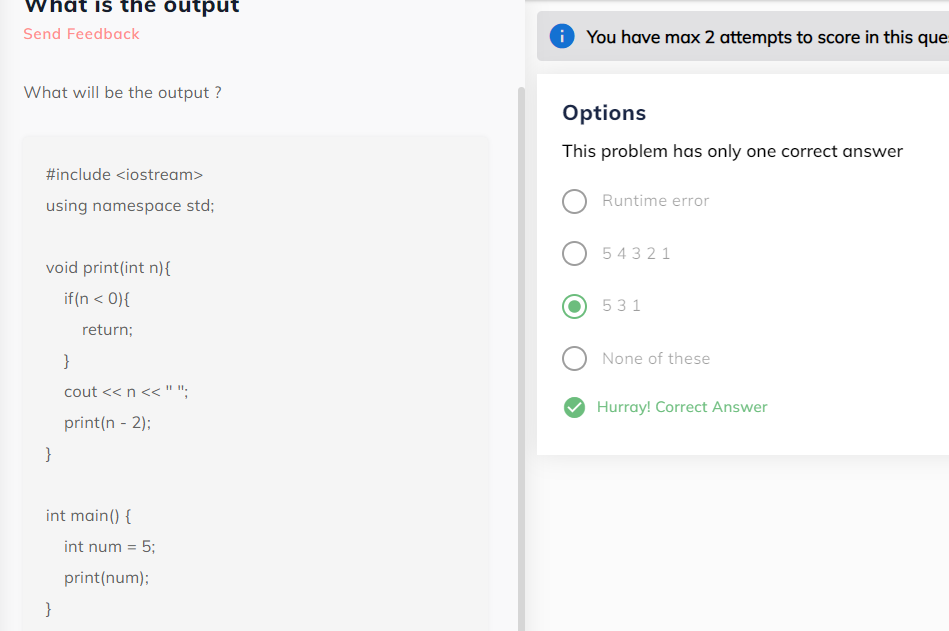 What is the output
Send Feedback
What will be the output ?
#include <iostream>
using namespace std;
void print(int n){
if(n < 0){
return;
}
cout << n << " ";
print(n - 2);
}
int main() {
int num = 5;
print(num);
}
You have max 2 attempts to score in this que
Options
This problem has only one correct answer
Runtime error
5 4 3 2 1
5 3 1
None of these
Hurray! Correct Answer